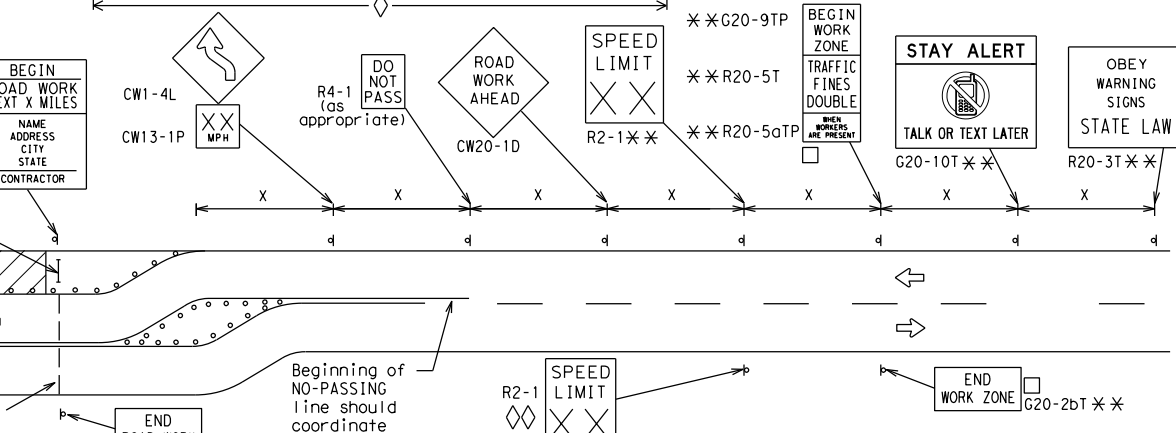 BEGIN
ROAD WORK
NEXT X MILES
NAME
ADDRESS
CITY
STATE
CONTRACTOR
CW1-4L
CW13-1P
XX
MPH
R4-1
(as
appropriate)
DO
NOT
PASS
ROAD
WORK
AHEAD
CW20-1D
SPEED
LIMIT
X X
R2-1**
**G20-9TP
**R20-5T
**R20-5aTP
BEGIN
WORK
ZONE
TRAFFIC
FINES
DOUBLE
WHEN
WORKERS
ARE PRESENT
STAY ALERT
TALK OR TEXT LATER
G20-10T**
OBEY
WARNING
SIGNS
STATE LAW
R20-3T**
X X X X X X X
Beginning of
NO-PASSING
line should
coordinate
R2-1
SPEED
LIMIT
X X
END
WORK ZONE
G20-2bT**
END
ROAD WORK